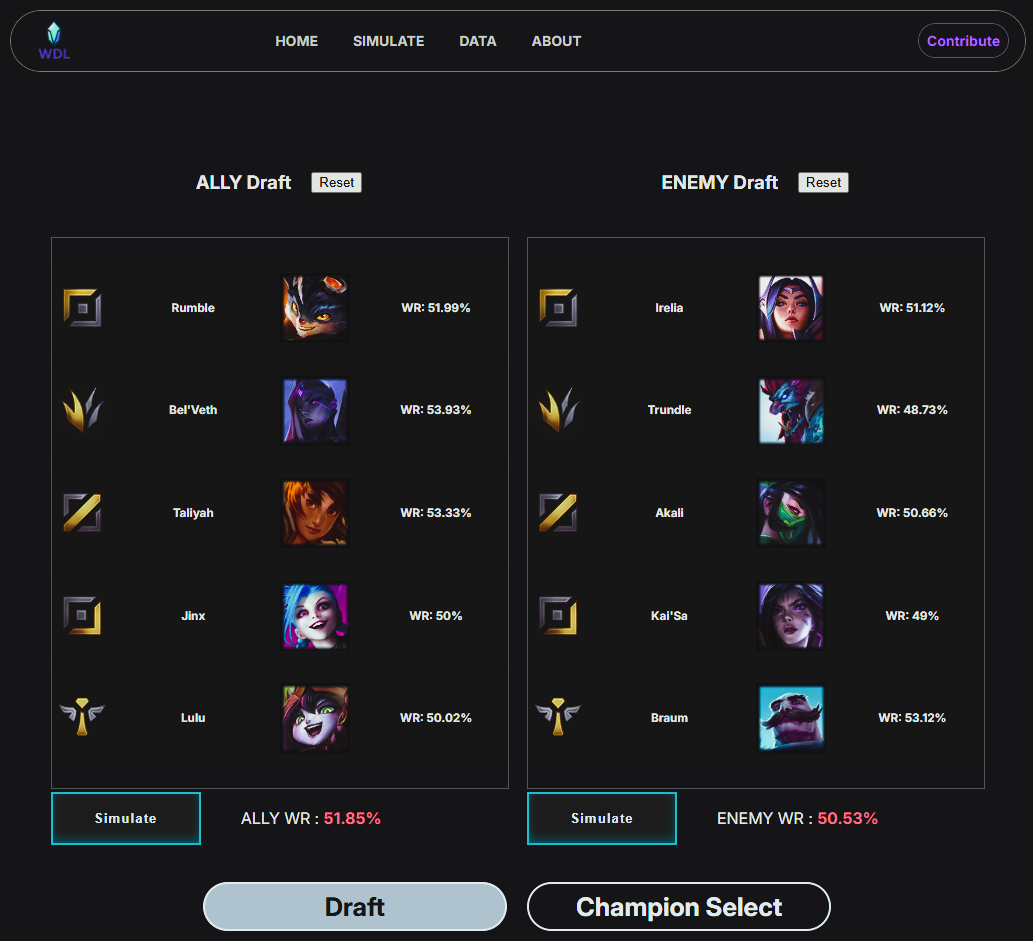 WDL
HOME SIMULATE DATA ABOUT
Contribute
ALLY Draft Reset
Rumble WR: 51.99%
Bel'Veth WR: 53.93%
Taliyah WR: 53.33%
Jinx WR: 50%
Lulu WR: 50.02%
Simulate ALLY WR : 51.85%
ENEMY Draft Reset
Irelia WR: 51.12%
Trundle WR: 48.73%
Akali WR: 50.66%
Kai'Sa WR: 49%
Braum WR: 53.12%
Simulate ENEMY WR : 50.53%
Draft
Champion Select